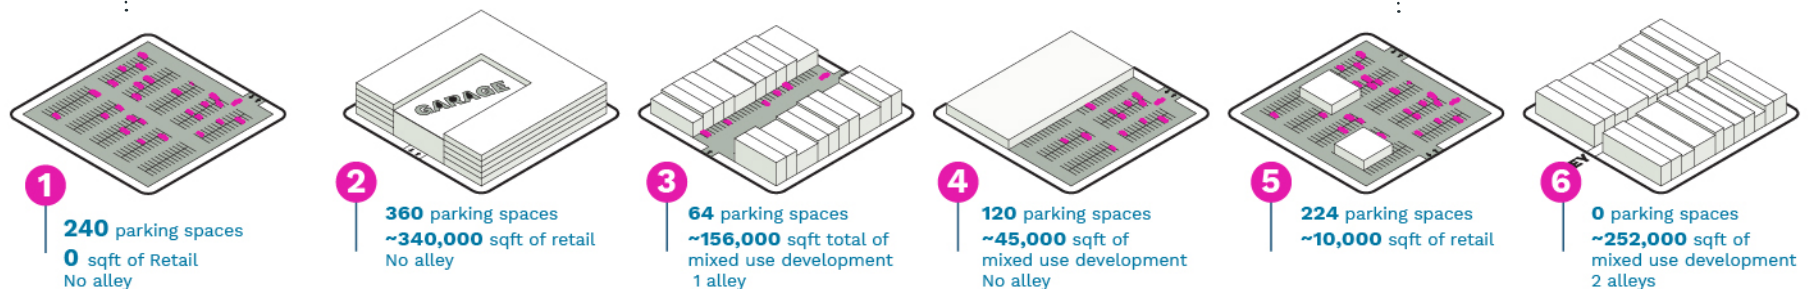 GARAGE
1
240 parking spaces
0 sqft of Retail
No alley
2
360 parking spaces
~340,000 sqft of retail
No alley
3
64 parking spaces
~156,000 sqft total of
mixed use development
1 alley
4
120 parking spaces
~45,000 sqft of
mixed use development
No alley
5
224 parking spaces
~10,000 sqft of retail
6
0 parking spaces
~252,000 sqft of
mixed use development
2 alleys